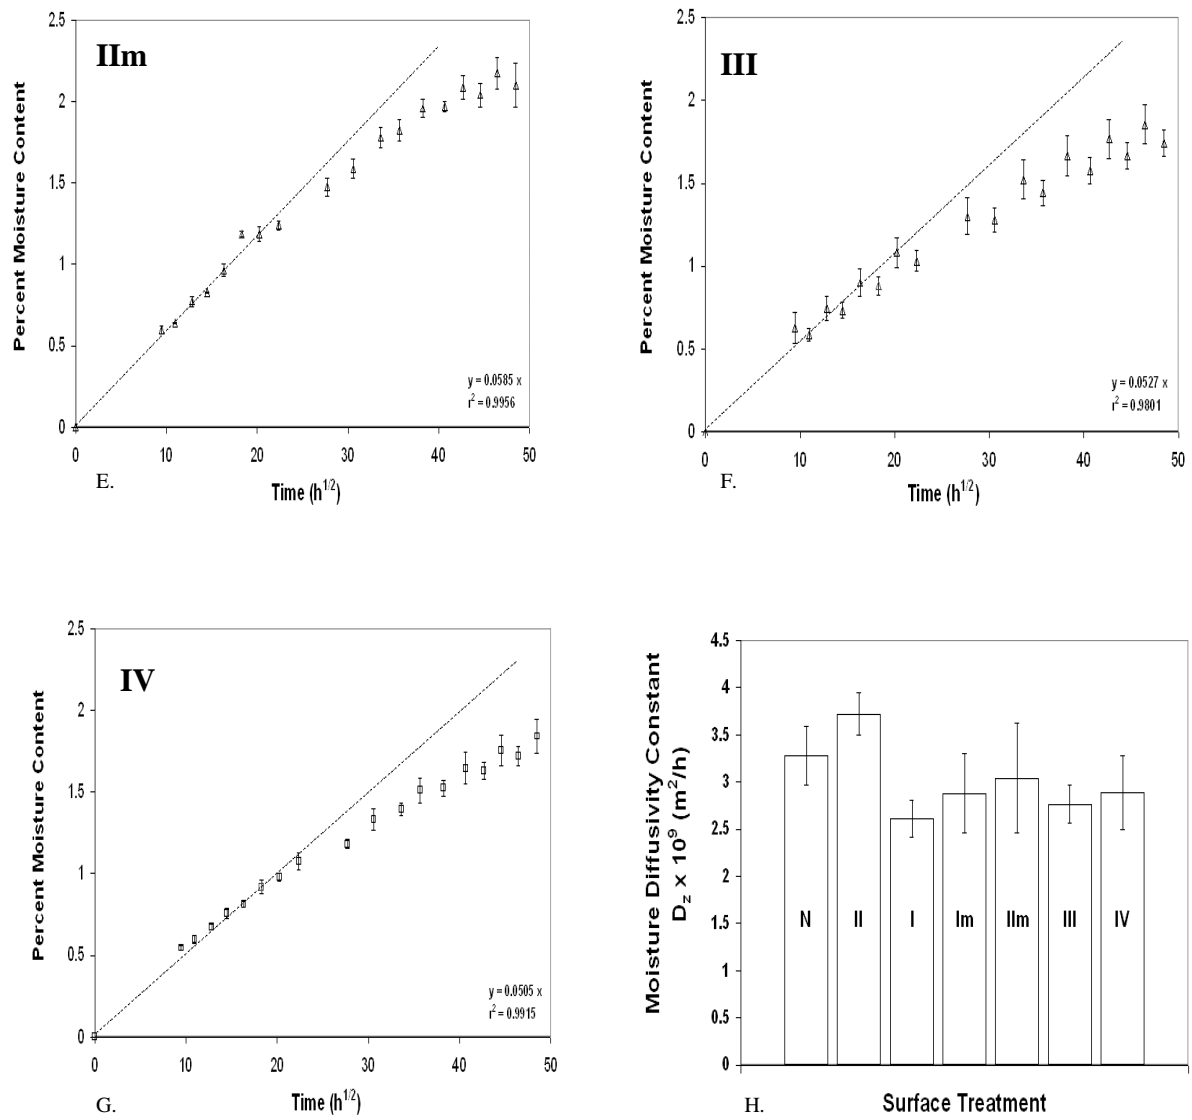 IIm
Percent Moisture Content
2.5
2
1.5
1
0.5
0
0 10 20 30 40 50
y = 0.0585 x
r² = 0.9956
E.
Time (h^1/2)
III
Percent Moisture Content
2.5
2
1.5
1
0.5
0
0 10 20 30 40 50
y = 0.0527 x
r² = 0.9801
F.
Time (h^1/2)
IV
Percent Moisture Content
2.5
2
1.5
1
0.5
0
0 10 20 30 40 50
y = 0.0505 x
r² = 0.9915
G.
Time (h^1/2)
Moisture Diffusivity Constant
D_z x 10⁹ (m²/h)
4.5
4
3.5
3
2.5
2
1.5
1
0.5
0
N II I Im IIm III IV
H.
Surface Treatment